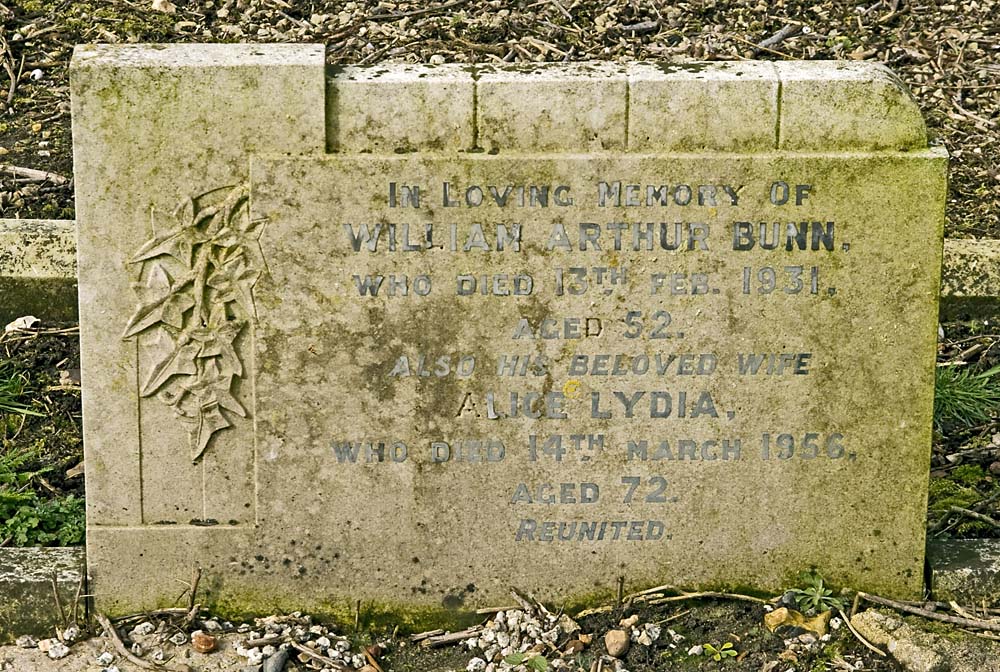 IN LOVING MEMORY OF
WILLIAM ARTHUR BUNN,
WHO DIED 13TH FEB. 1931,
AGED 52.
ALSO HIS BELOVED WIFE
ALICE LYDIA,
WHO DIED 14TH MARCH 1956,
AGED 72.
REUNITED.